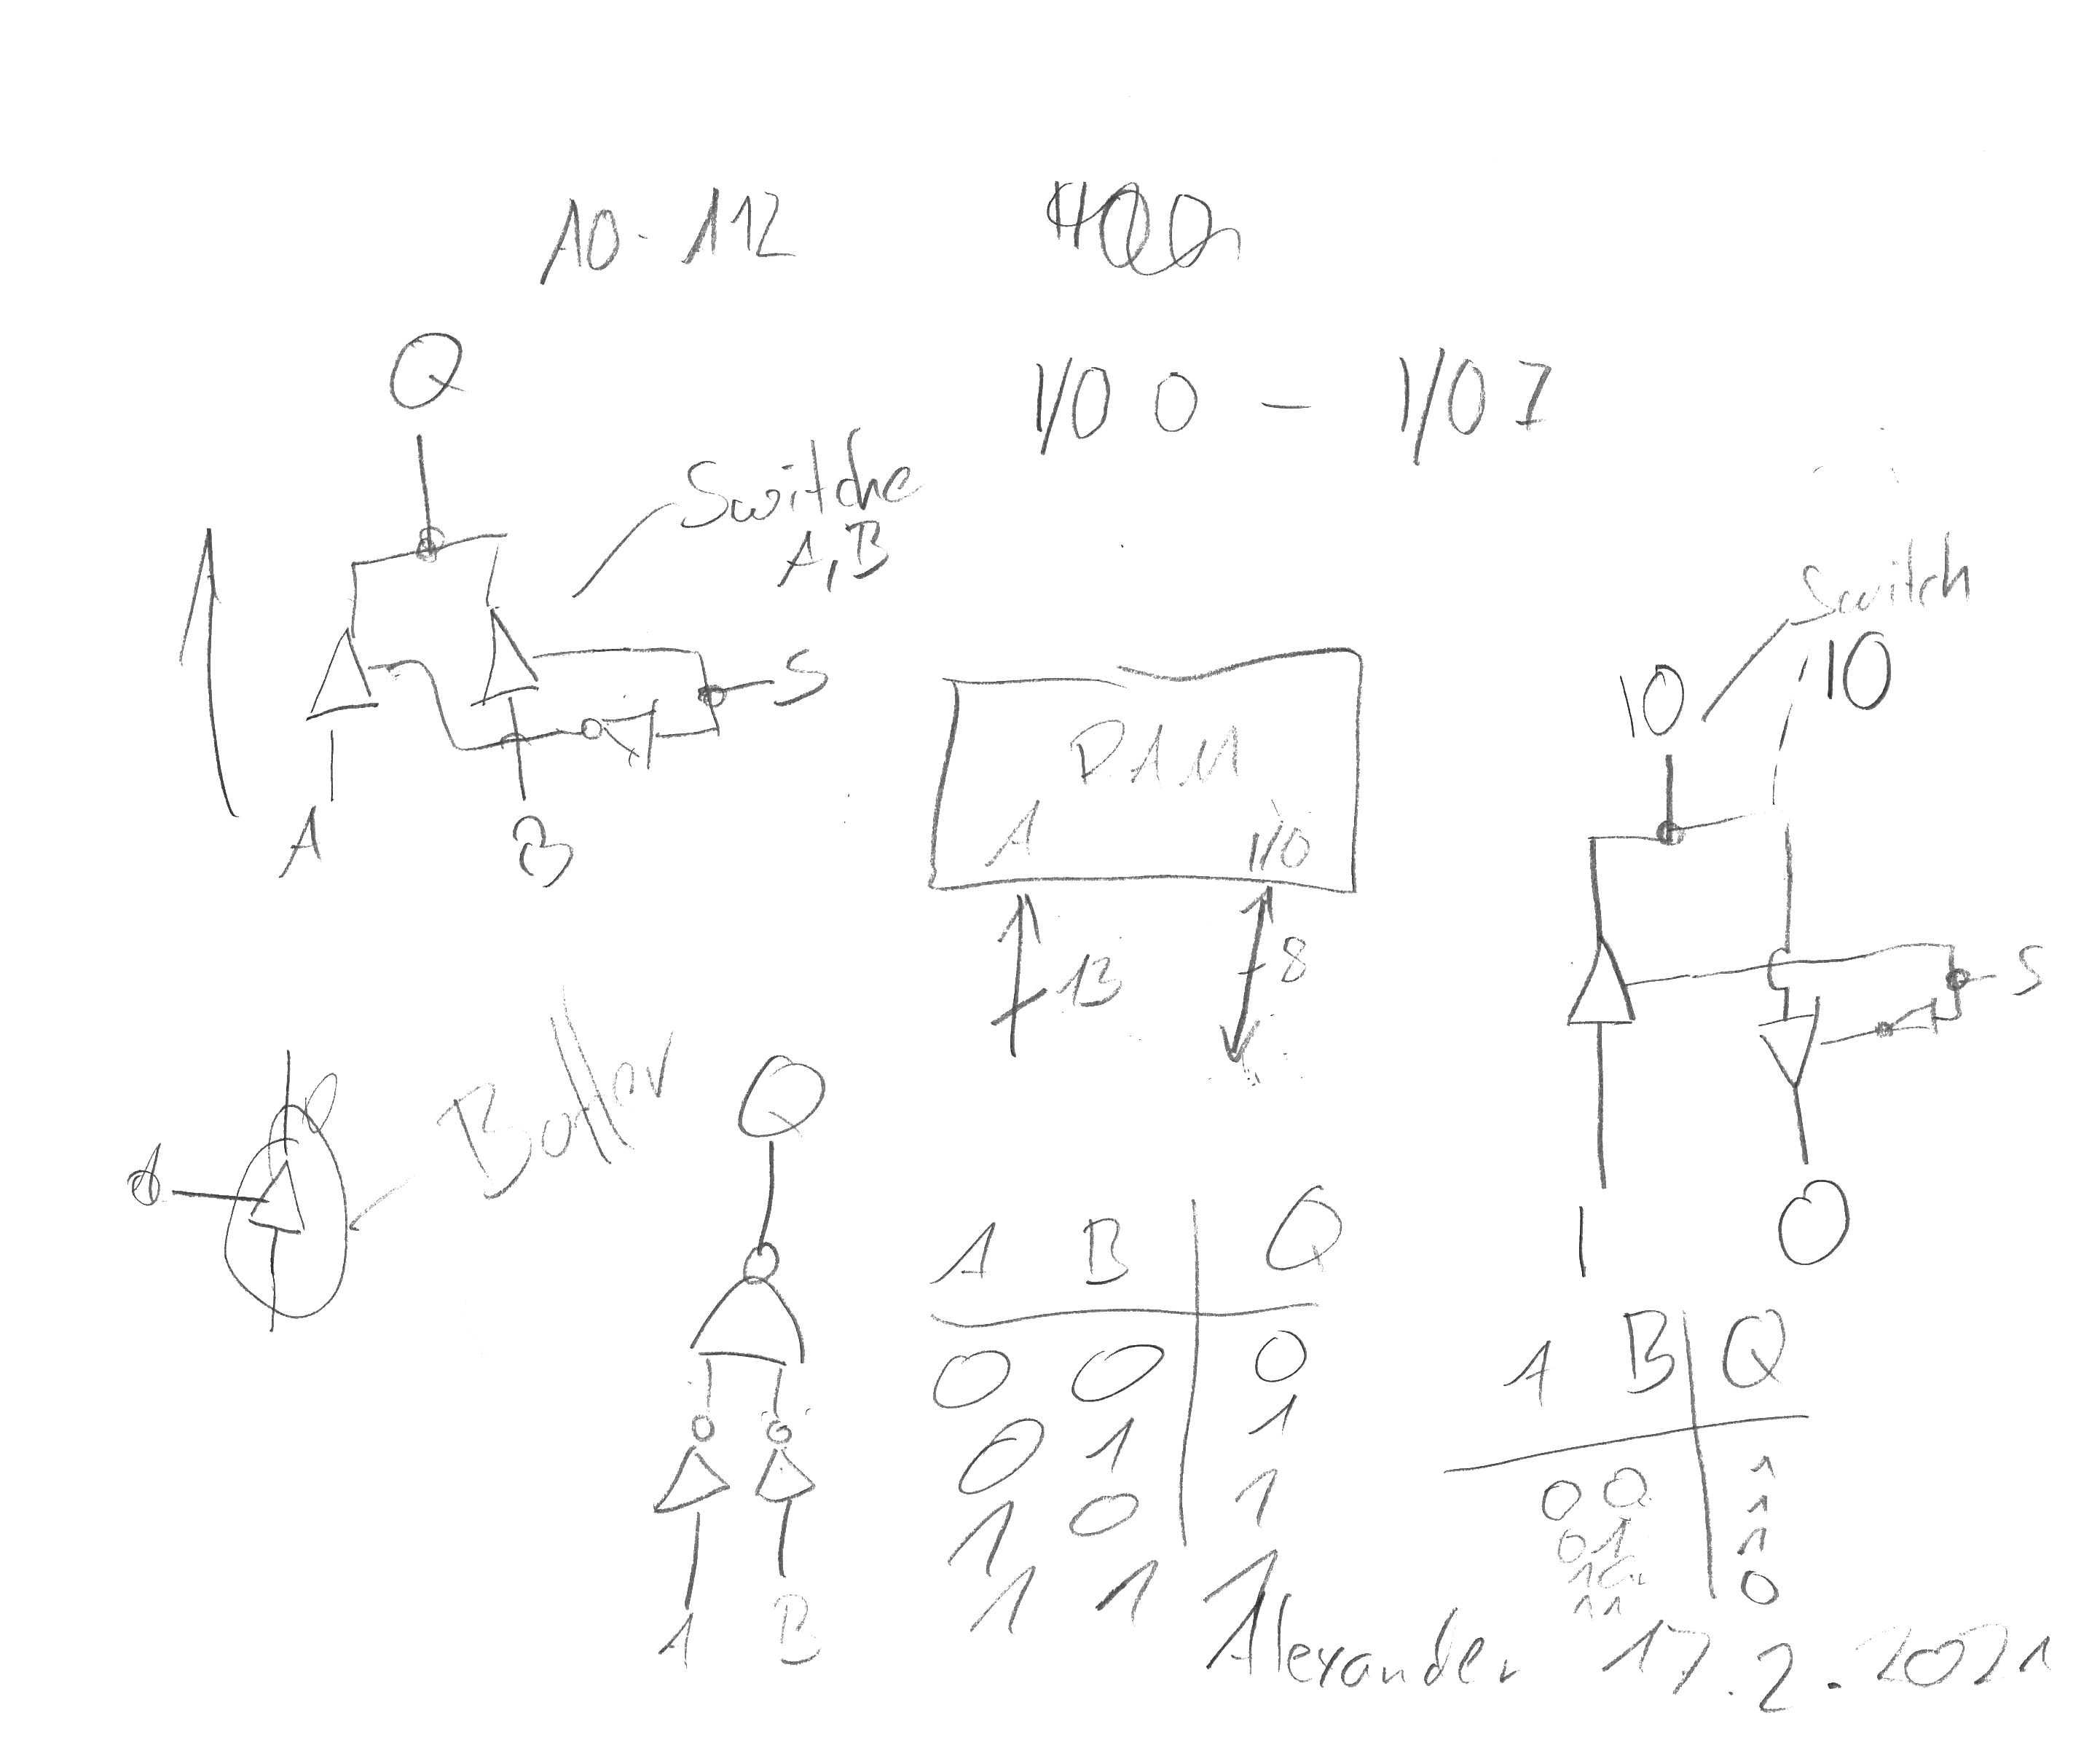 A0 - A12
I/O 0 - I/O 7
Q
Switche
A,B
S
A
B
Switch
IO
IO
RAM
A
I/O
13
8
S
I
O
Q
A
B
A B Q
0 0 0
0 1 1
1 0 1
1 1 1
A B Q
0 0 1
0 1 1
1 0 1
1 1 0
Alexander 17.2.2021